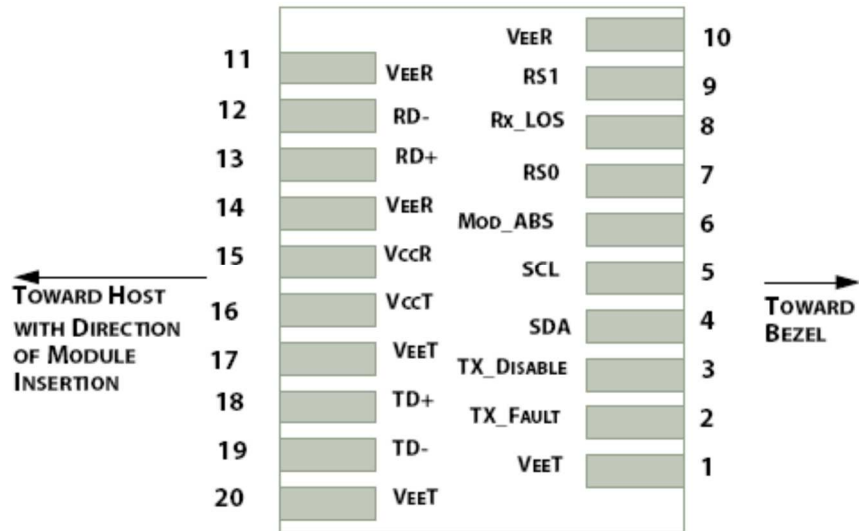 11 VEER
12 RD-
13 RD+
14 VEER
15 VCCR
16 VCCT
17 VEET
18 TD+
19 TD-
20 VEET
VEER 10
RS1 9
RX_LOS 8
RS0 7
MOD_ABS 6
SCL 5
SDA 4
TX_DISABLE 3
TX_FAULT 2
VEET 1
TOWARD HOST
WITH DIRECTION
OF MODULE
INSERTION
TOWARD
BEZEL